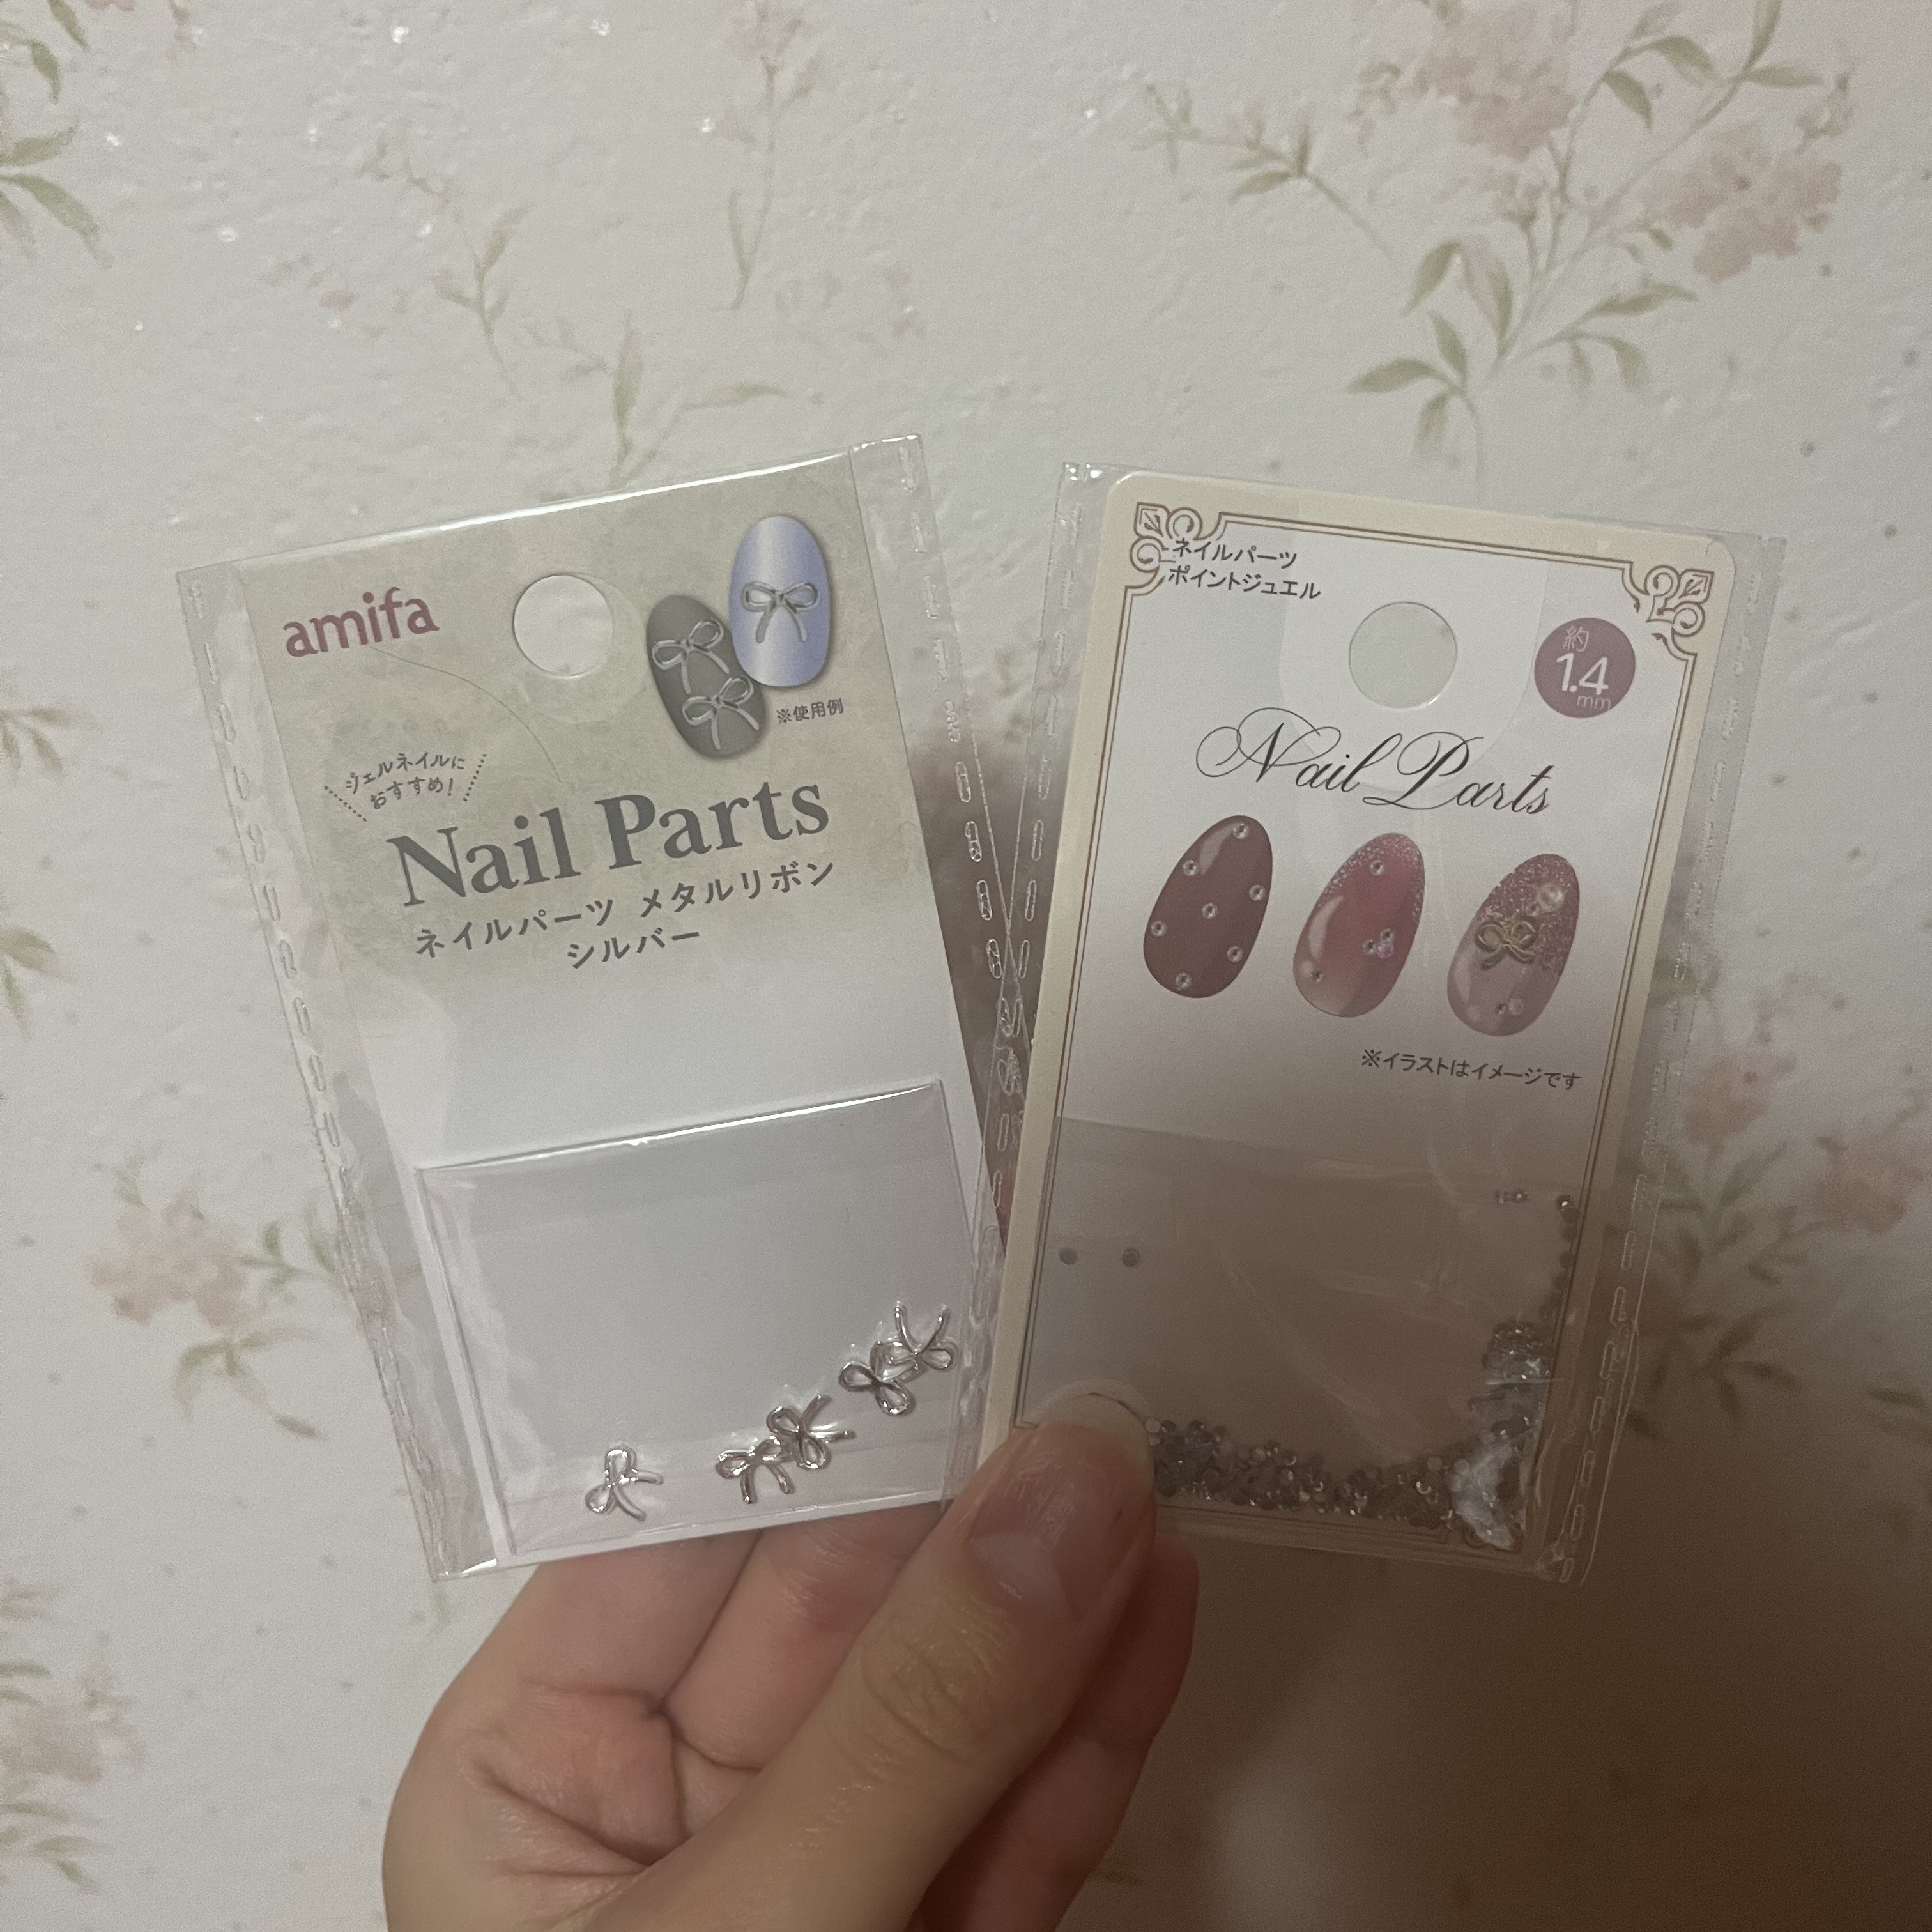 amifa
※使用例
ジェルネイルに
おすすめ!
Nail Parts
ネイルパーツ メタルリボン
シルバー
ネイルパーツ
ポイントジュエル
約
1.4
mm
Nail Parts
※イラストはイメージです